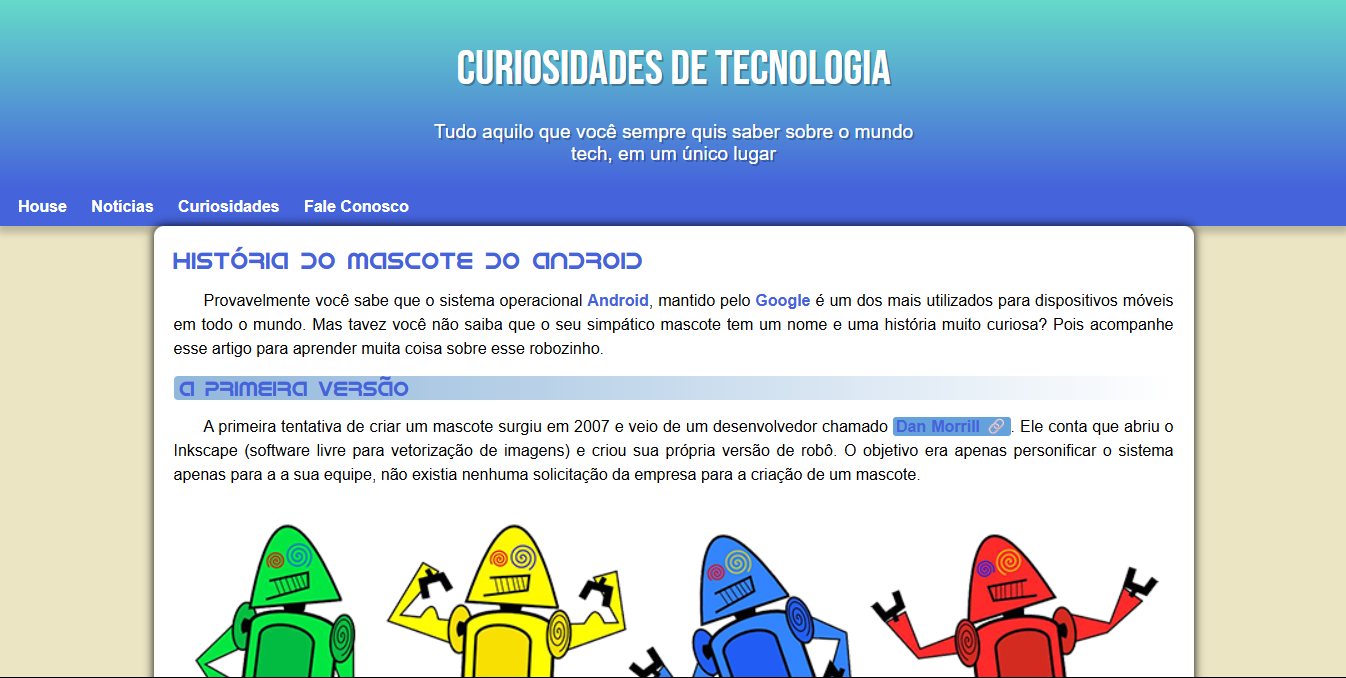 CURIOSIDADES DE TECNOLOGIA
Tudo aquilo que você sempre quis saber sobre o mundo
tech, em um único lugar
House Notícias Curiosidades Fale Conosco
HISTÓRIA DO MASCOTE DO ANDROID
Provavelmente você sabe que o sistema operacional Android, mantido pelo Google é um dos mais utilizados para dispositivos móveis
em todo o mundo. Mas tavez você não saiba que o seu simpático mascote tem um nome e uma história muito curiosa? Pois acompanhe
esse artigo para aprender muita coisa sobre esse robozinho.
A PRIMEIRA VERSÃO
A primeira tentativa de criar um mascote surgiu em 2007 e veio de um desenvolvedor chamado Dan Morrill 🔗. Ele conta que abriu o
Inkscape (software livre para vetorização de imagens) e criou sua própria versão de robô. O objetivo era apenas personificar o sistema
apenas para a a sua equipe, não existia nenhuma solicitação da empresa para a criação de um mascote.